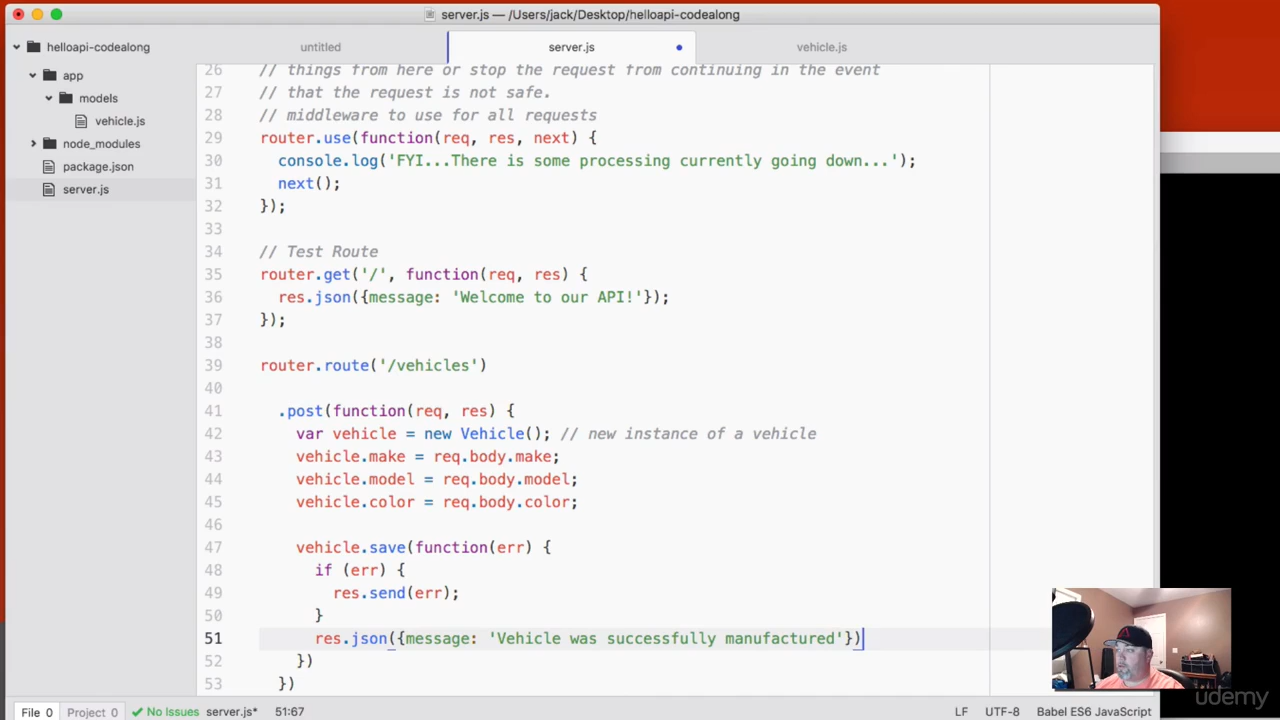 server.js — /Users/jack/Desktop/helloapi-codealong
helloapi-codealong
untitled
server.js
vehicle.js
app
models
vehicle.js
node_modules
package.json
server.js
26 // things from here or stop the request from continuing in the event
27 // that the request is not safe.
28 // middleware to use for all requests
29 router.use(function(req, res, next) {
30 console.log('FYI...There is some processing currently going down...');
31 next();
32 });
33
34 // Test Route
35 router.get('/', function(req, res) {
36 res.json({message: 'Welcome to our API!'});
37 });
38
39 router.route('/vehicles')
40
41 .post(function(req, res) {
42 var vehicle = new Vehicle(); // new instance of a vehicle
43 vehicle.make = req.body.make;
44 vehicle.model = req.body.model;
45 vehicle.color = req.body.color;
46
47 vehicle.save(function(err) {
48 if (err) {
49 res.send(err);
50 }
51 res.json({message: 'Vehicle was successfully manufactured'})
52 })
53 })
File 0 Project 0 No Issues server.js* 51:67 LF UTF-8 Babel ES6 JavaScript
udemy